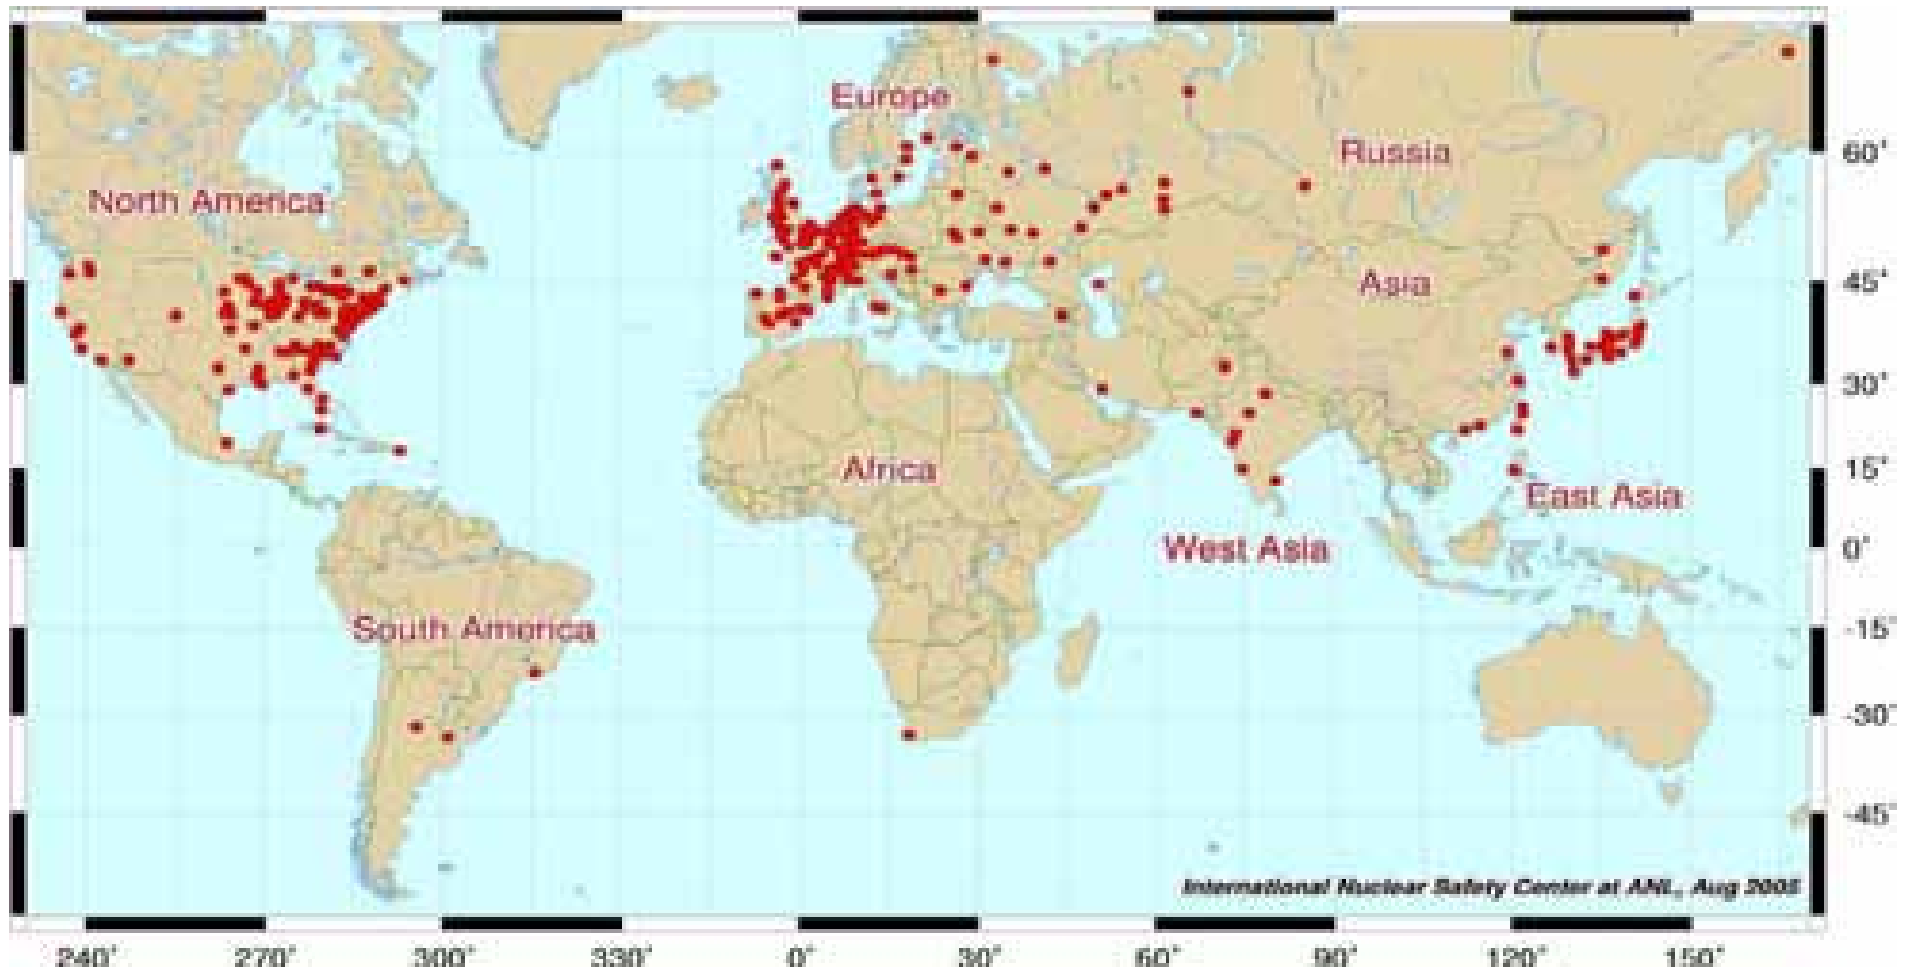 Europe
60°
Russia
North America
45°
Asia
30°
Africa
15°
East Asia
West Asia
0°
South America
-15°
-30°
-45°
International Nuclear Safety Center at ANL, Aug 2005
240° 270° 300° 330° 0° 30° 60° 90° 120° 150°